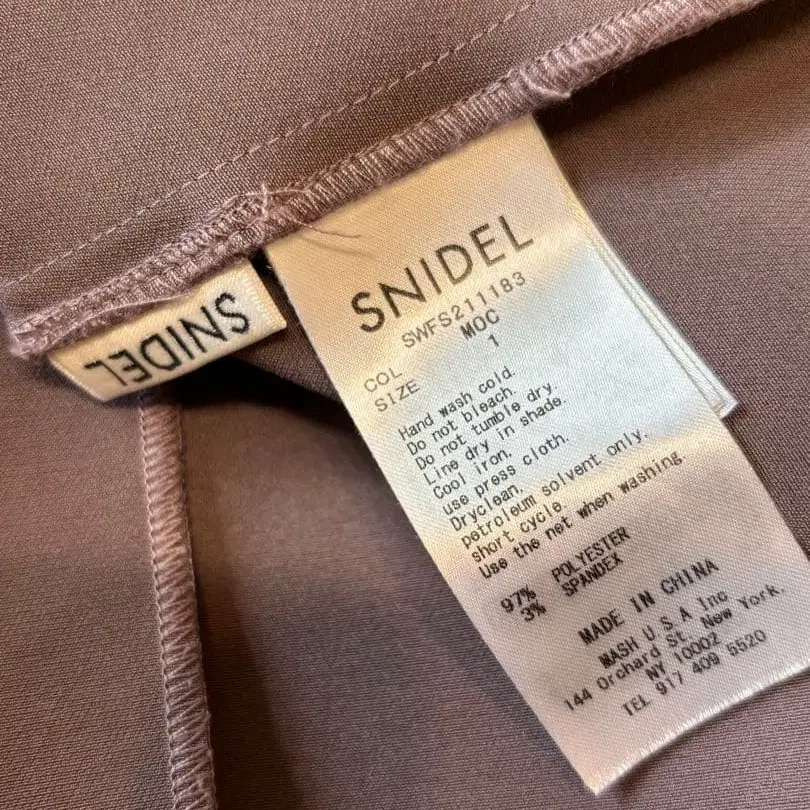 SNIDEL
SNIDEL
SWFS211183
COL MOC
SIZE 1
Hand wash cold.
Do not bleach.
Do not tumble dry.
Line dry in shade.
Cool iron.
use press cloth.
Dryclean.
petroleum solvent only.
short cycle.
Use the net when washing.
97% POLYESTER
3% SPANDEX
MADE IN CHINA
MASH U.S.A Inc
144 Orchard St. New York.
NY 10002
TEL 917 409 5520